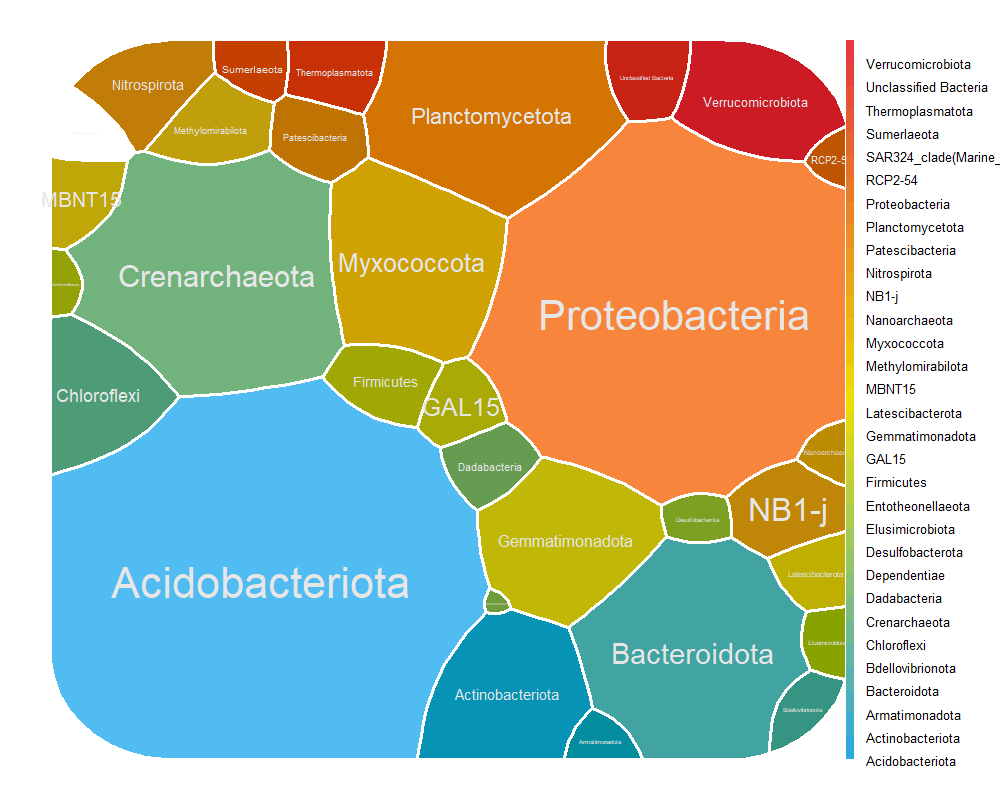 Nitrospirota
Sumerlaeota
Thermoplasmatota
Unclassified Bacteria
Verrucomicrobiota
Planctomycetota
Methylomirabilota
Patescibacteria
RCP2-5
MBNT15
Crenarchaeota
Myxococcota
Proteobacteria
Chloroflexi
Firmicutes
GAL15
Dadabacteria
Nanoarchaeo
NB1-j
Desulfobacterota
Gemmatimonadota
Latescibacterota
Acidobacteriota
Elusimicrobiota
Bacteroidota
Actinobacteriota
Bdellovibrionota
Armatimonadota
Verrucomicrobiota
Unclassified Bacteria
Thermoplasmatota
Sumerlaeota
SAR324_clade(Marine_
RCP2-54
Proteobacteria
Planctomycetota
Patescibacteria
Nitrospirota
NB1-j
Nanoarchaeota
Myxococcota
Methylomirabilota
MBNT15
Latescibacterota
Gemmatimonadota
GAL15
Firmicutes
Entotheonellaeota
Elusimicrobiota
Desulfobacterota
Dependentiae
Dadabacteria
Crenarchaeota
Chloroflexi
Bdellovibrionota
Bacteroidota
Armatimonadota
Actinobacteriota
Acidobacteriota